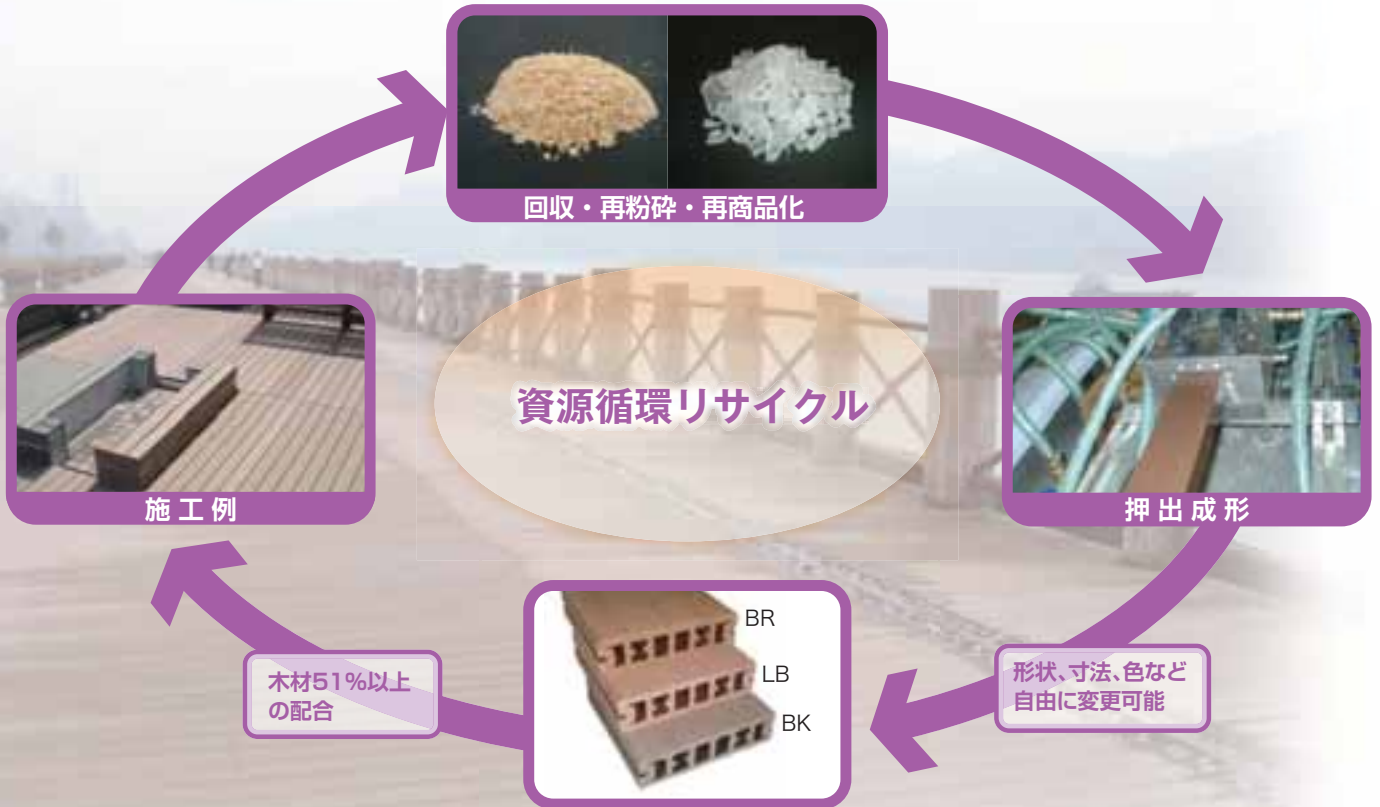 回収・再粉砕・再商品化
資源循環リサイクル
施工例
押出成形
BR
LB
BK
木材51%以上
の配合
形状、寸法、色など
自由に変更可能